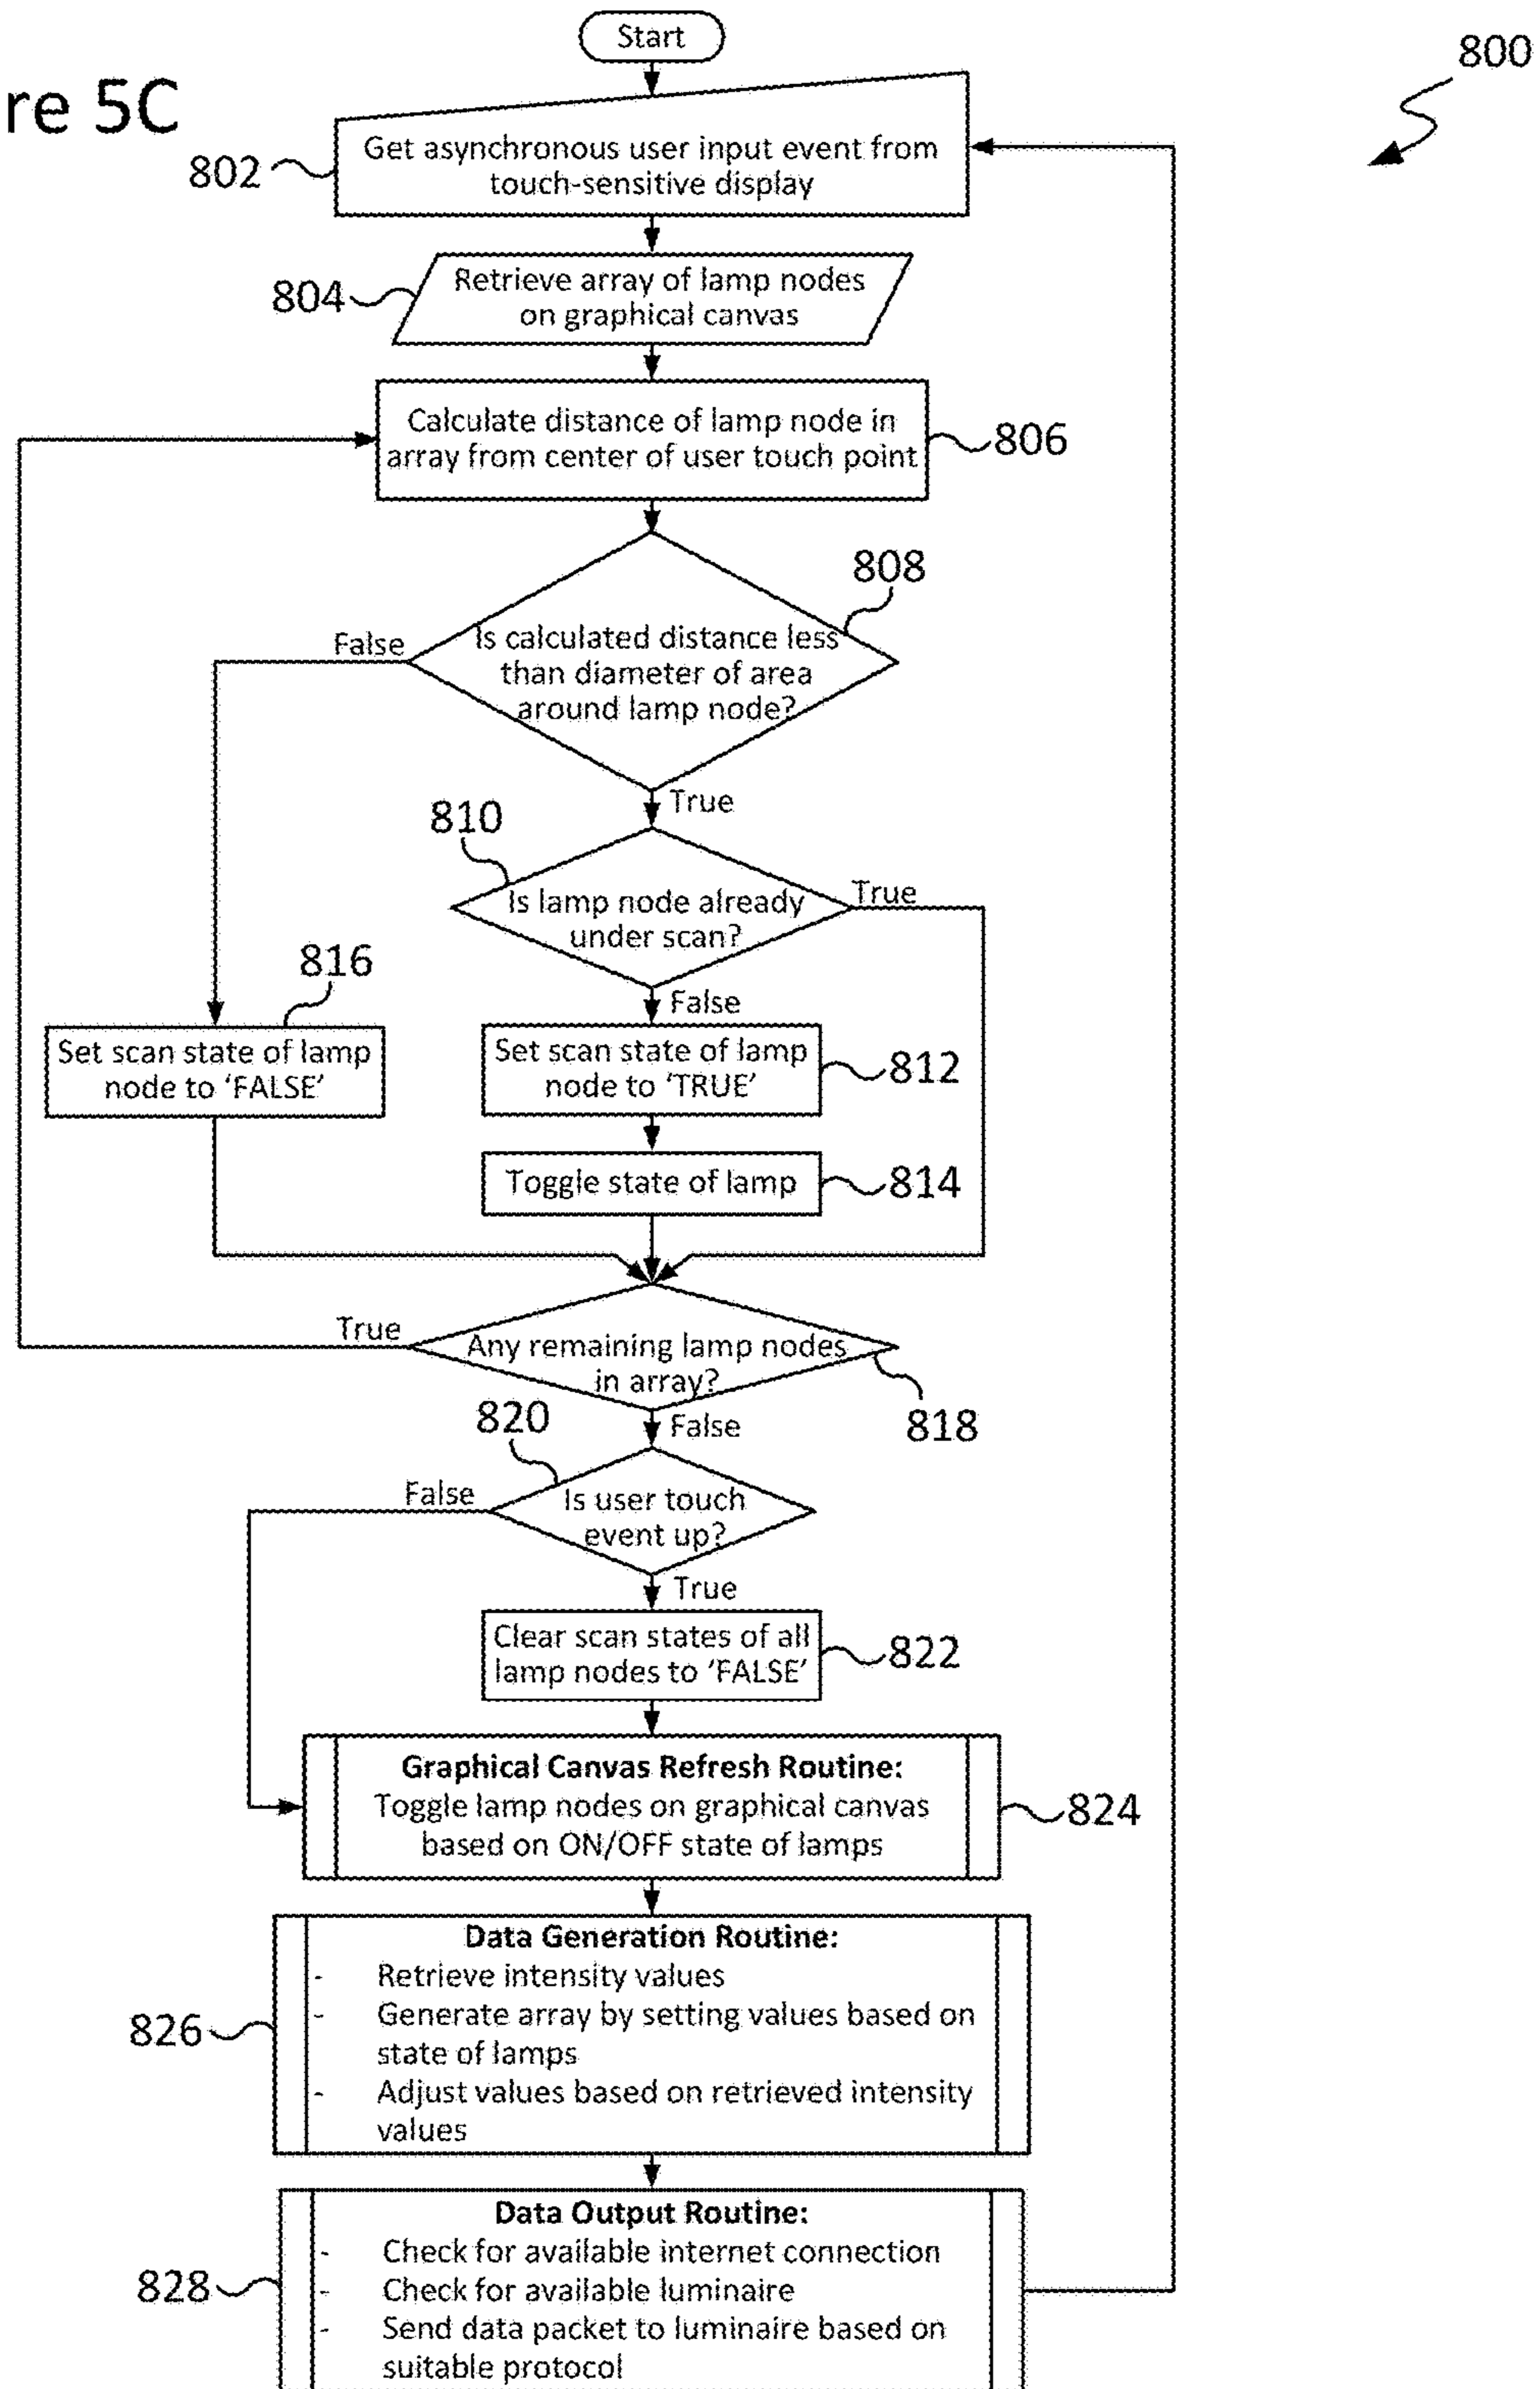 Start
800
re 5C
802
Get asynchronous user input event from
touch-sensitive display
804
Retrieve array of lamp nodes
on graphical canvas
Calculate distance of lamp node in
array from center of user touch point
806
808
False
Is calculated distance less
than diameter of area
around lamp node?
True
810
Is lamp node already
under scan?
True
False
816
Set scan state of lamp
node to ‘FALSE’
Set scan state of lamp
node to ‘TRUE’
812
Toggle state of lamp
814
True
Any remaining lamp nodes
in array?
818
False
820
False
Is user touch
event up?
True
Clear scan states of all
lamp nodes to ‘FALSE’
822
Graphical Canvas Refresh Routine:
Toggle lamp nodes on graphical canvas
based on ON/OFF state of lamps
824
Data Generation Routine:
- Retrieve intensity values
- Generate array by setting values based on
state of lamps
- Adjust values based on retrieved intensity
values
826
Data Output Routine:
- Check for available internet connection
- Check for available luminaire
- Send data packet to luminaire based on
suitable protocol
828